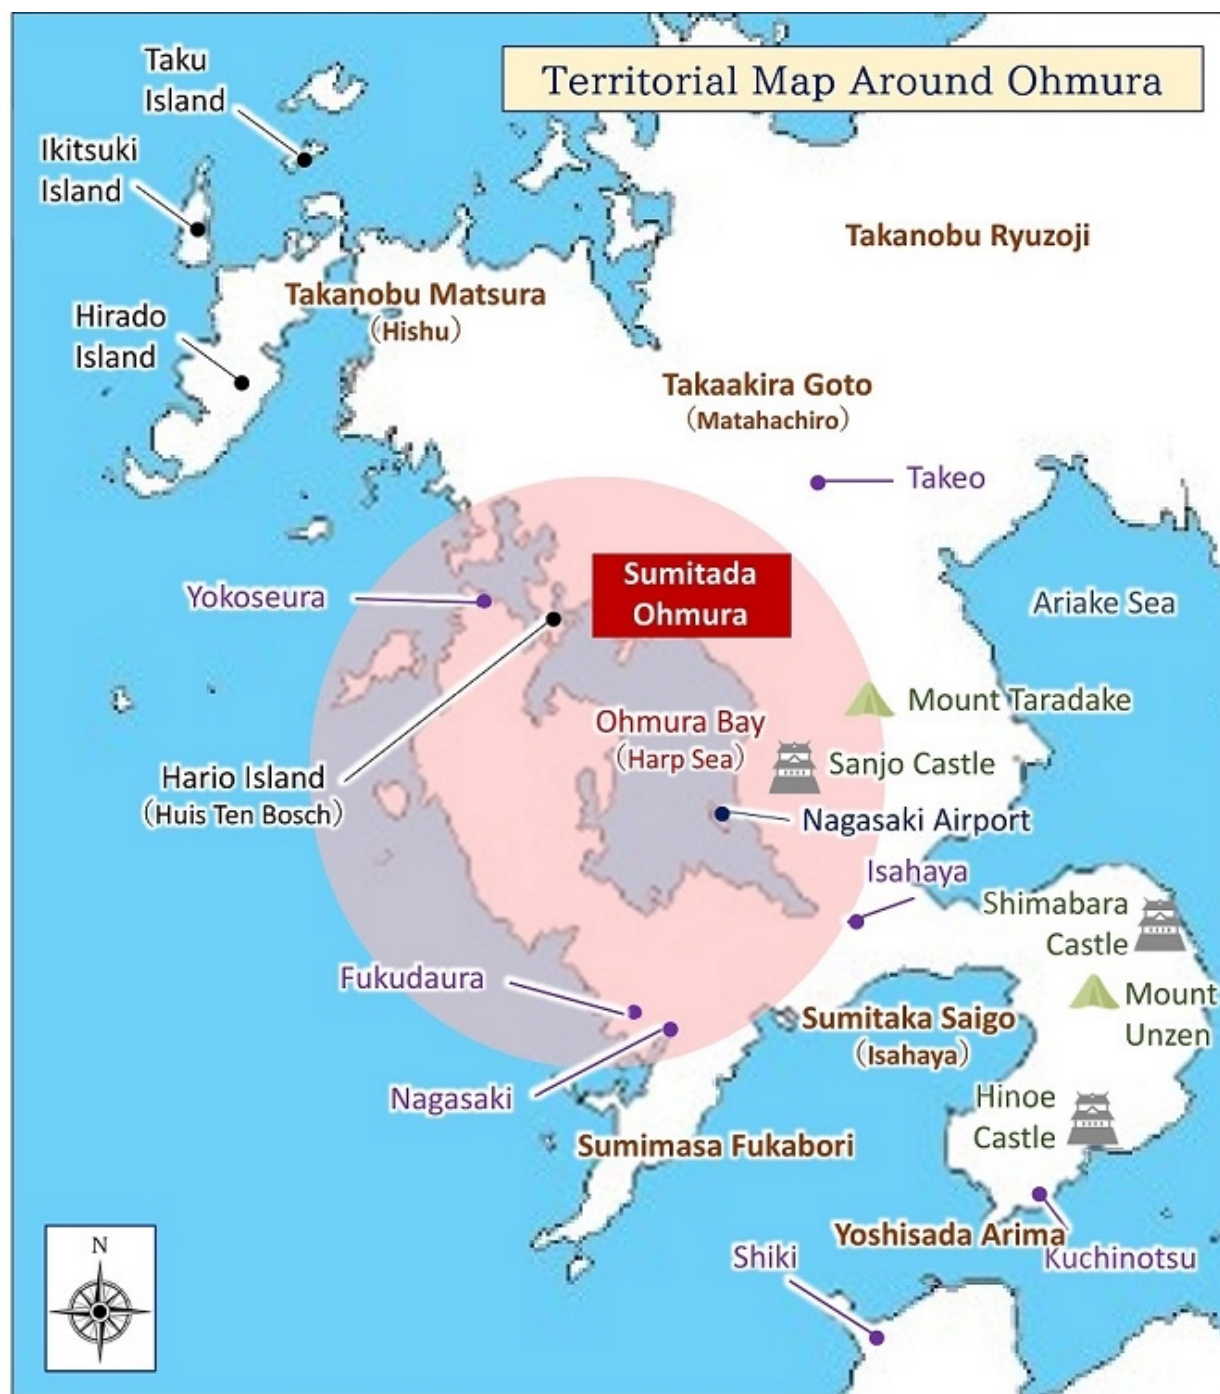 Territorial Map Around Ohmura
Taku
Island
Ikitsuki
Island
Takanobu Ryuzoji
Takanobu Matsura
(Hishu)
Hirado
Island
Takaakira Goto
(Matahachiro)
Takeo
Sumitada
Ohmura
Yokoseura
Ariake Sea
Mount Taradake
Ohmura Bay
(Harp Sea)
Sanjo Castle
Hario Island
(Huis Ten Bosch)
Nagasaki Airport
Isahaya
Shimabara
Castle
Fukudaura
Mount
Unzen
Sumitaka Saigo
(Isahaya)
Nagasaki
Hinoe
Castle
Sumimasa Fukabori
Yoshisada Arima
Kuchinotsu
Shiki
N